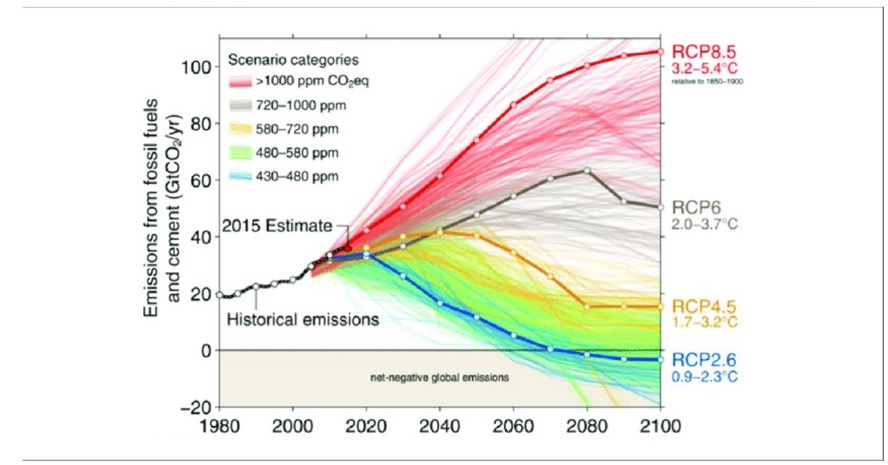 Scenario categories
>1000 ppm CO₂eq
720–1000 ppm
580–720 ppm
480–580 ppm
430–480 ppm
2015 Estimate
Historical emissions
net-negative global emissions
Emissions from fossil fuels
and cement (GtCO₂/yr)
100
80
60
40
20
0
−20
1980
2000
2020
2040
2060
2080
2100
RCP8.5
3.2–5.4°C
relative to 1850–1900
RCP6
2.0–3.7°C
RCP4.5
1.7–3.2°C
RCP2.6
0.9–2.3°C